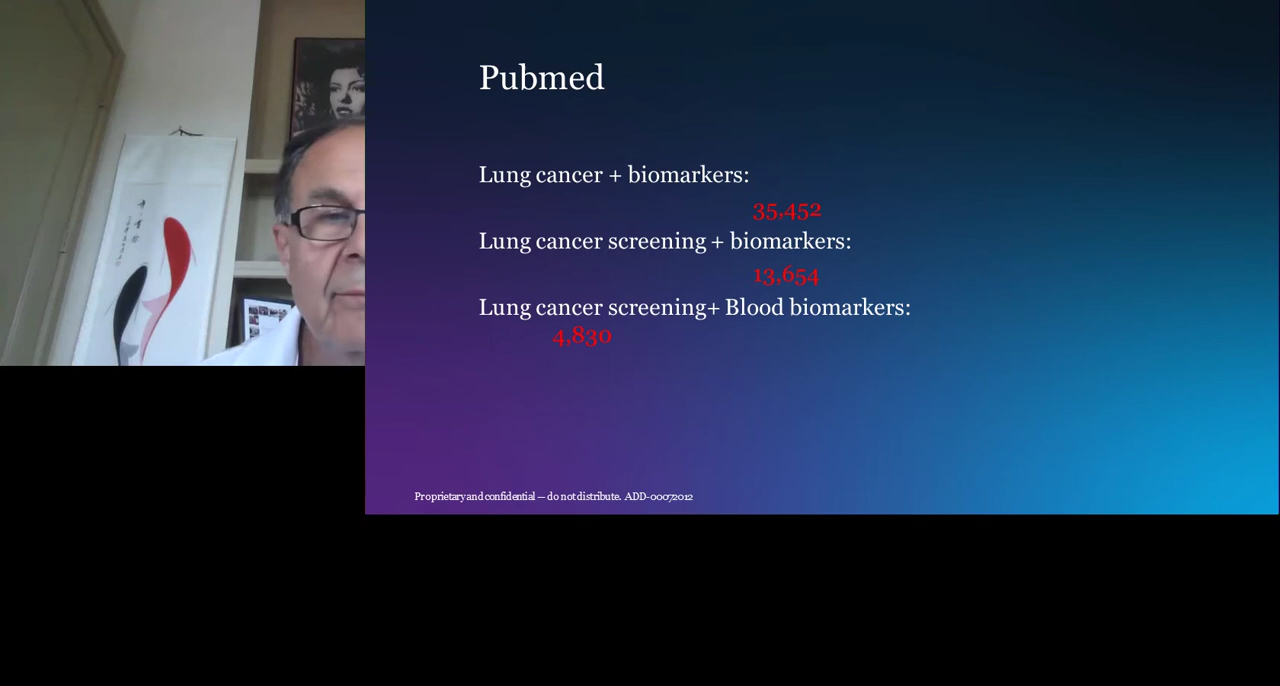 Pubmed
Lung cancer + biomarkers:
35,452
Lung cancer screening + biomarkers:
13,654
Lung cancer screening+ Blood biomarkers:
4,830
Proprietary and confidential — do not distribute. ADD-00072012